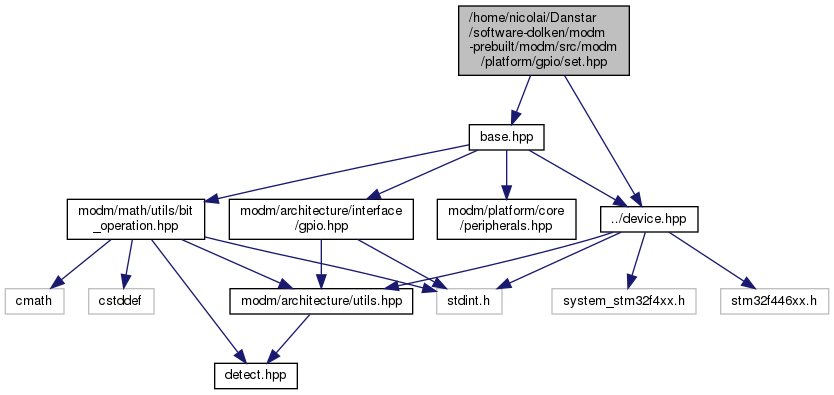 /home/nicolai/Danstar
/software-dolken/modm
-prebuilt/modm/src/modm
/platform/gpio/set.hpp
base.hpp
modm/math/utils/bit
_operation.hpp
modm/architecture/interface
/gpio.hpp
modm/platform/core
/peripherals.hpp
../device.hpp
cmath
cstddef
modm/architecture/utils.hpp
stdint.h
system_stm32f4xx.h
stm32f446xx.h
detect.hpp